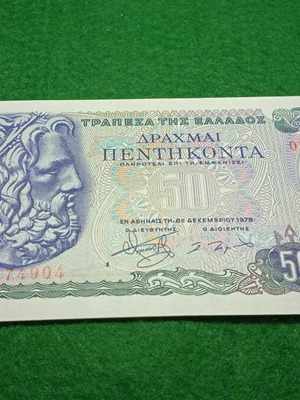 ΤΡΑΠΕΖΑ ΤΗΣ ΕΛΛΑΔΟΣ
ΔΡΑΧΜΑΙ
ΠΕΝΤΗΚΟΝΤΑ
ΠΛΗΡΩΤΕΑΙ ΕΠΙ ΤΗ ΕΜΦΑΝΙΣΕΙ
50
ΕΝ ΑΘΗΝΑΙΣ ΤΗ 8Η ΔΕΚΕΜΒΡΙΟΥ 1978
Ο ΔΙΕΥΘΥΝΤΗΣ Ο ΔΙΟΙΚΗΤΗΣ
74904
50